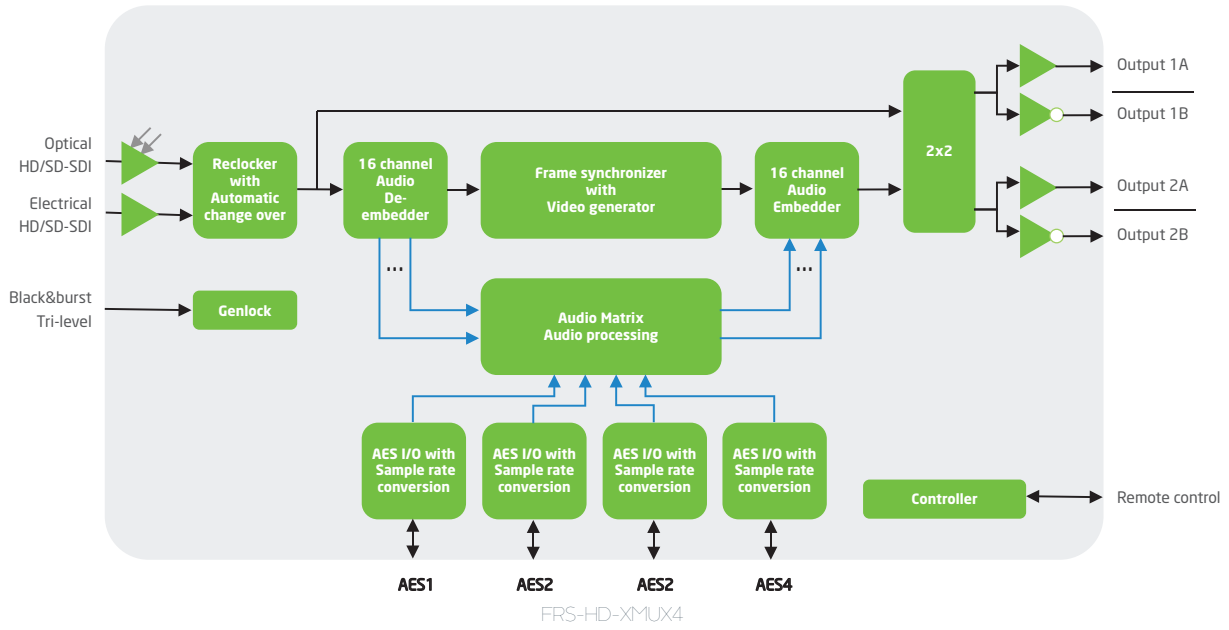 Optical
HD/SD-SDI
Electrical
HD/SD-SDI
Black&burst
Tri-level
Reclocker
with
Automatic
change over
Genlock
16 channel
Audio
De-
embedder
Frame synchronizer
with
Video generator
16 channel
Audio
Embedder
2x2
Output 1A
Output 1B
Output 2A
Output 2B
...
...
Audio Matrix
Audio processing
AES I/O with
Sample rate
conversion
AES I/O with
Sample rate
conversion
AES I/O with
Sample rate
conversion
AES I/O with
Sample rate
conversion
Controller
Remote control
AES1
AES2
AES2
AES4
FRS-HD-XMUX4